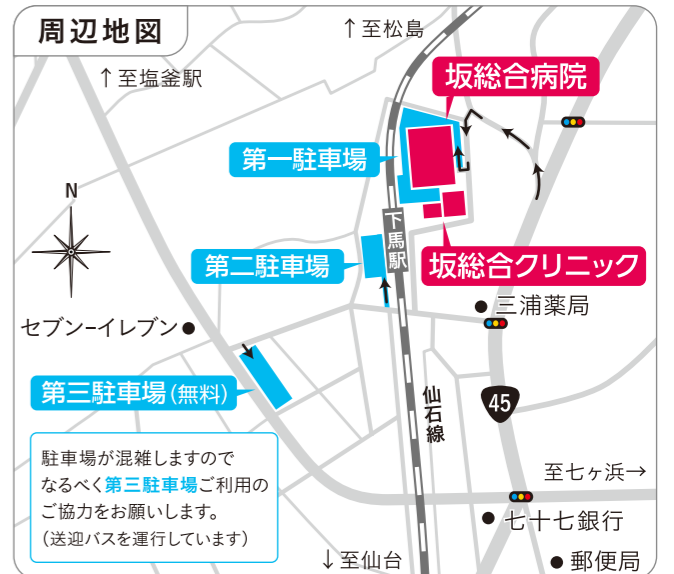 周辺地図
↑至松島
↑至塩釜駅
坂総合病院
第一駐車場
N
下馬駅
第二駐車場
坂総合クリニック
三浦薬局
セブン-イレブン
第三駐車場(無料)
仙石線
45
駐車場が混雑しますので
なるべく第三駐車場ご利用の
ご協力をお願いします。
(送迎バスを運行しています)
至七ヶ浜→
七十七銀行
↓至仙台
郵便局